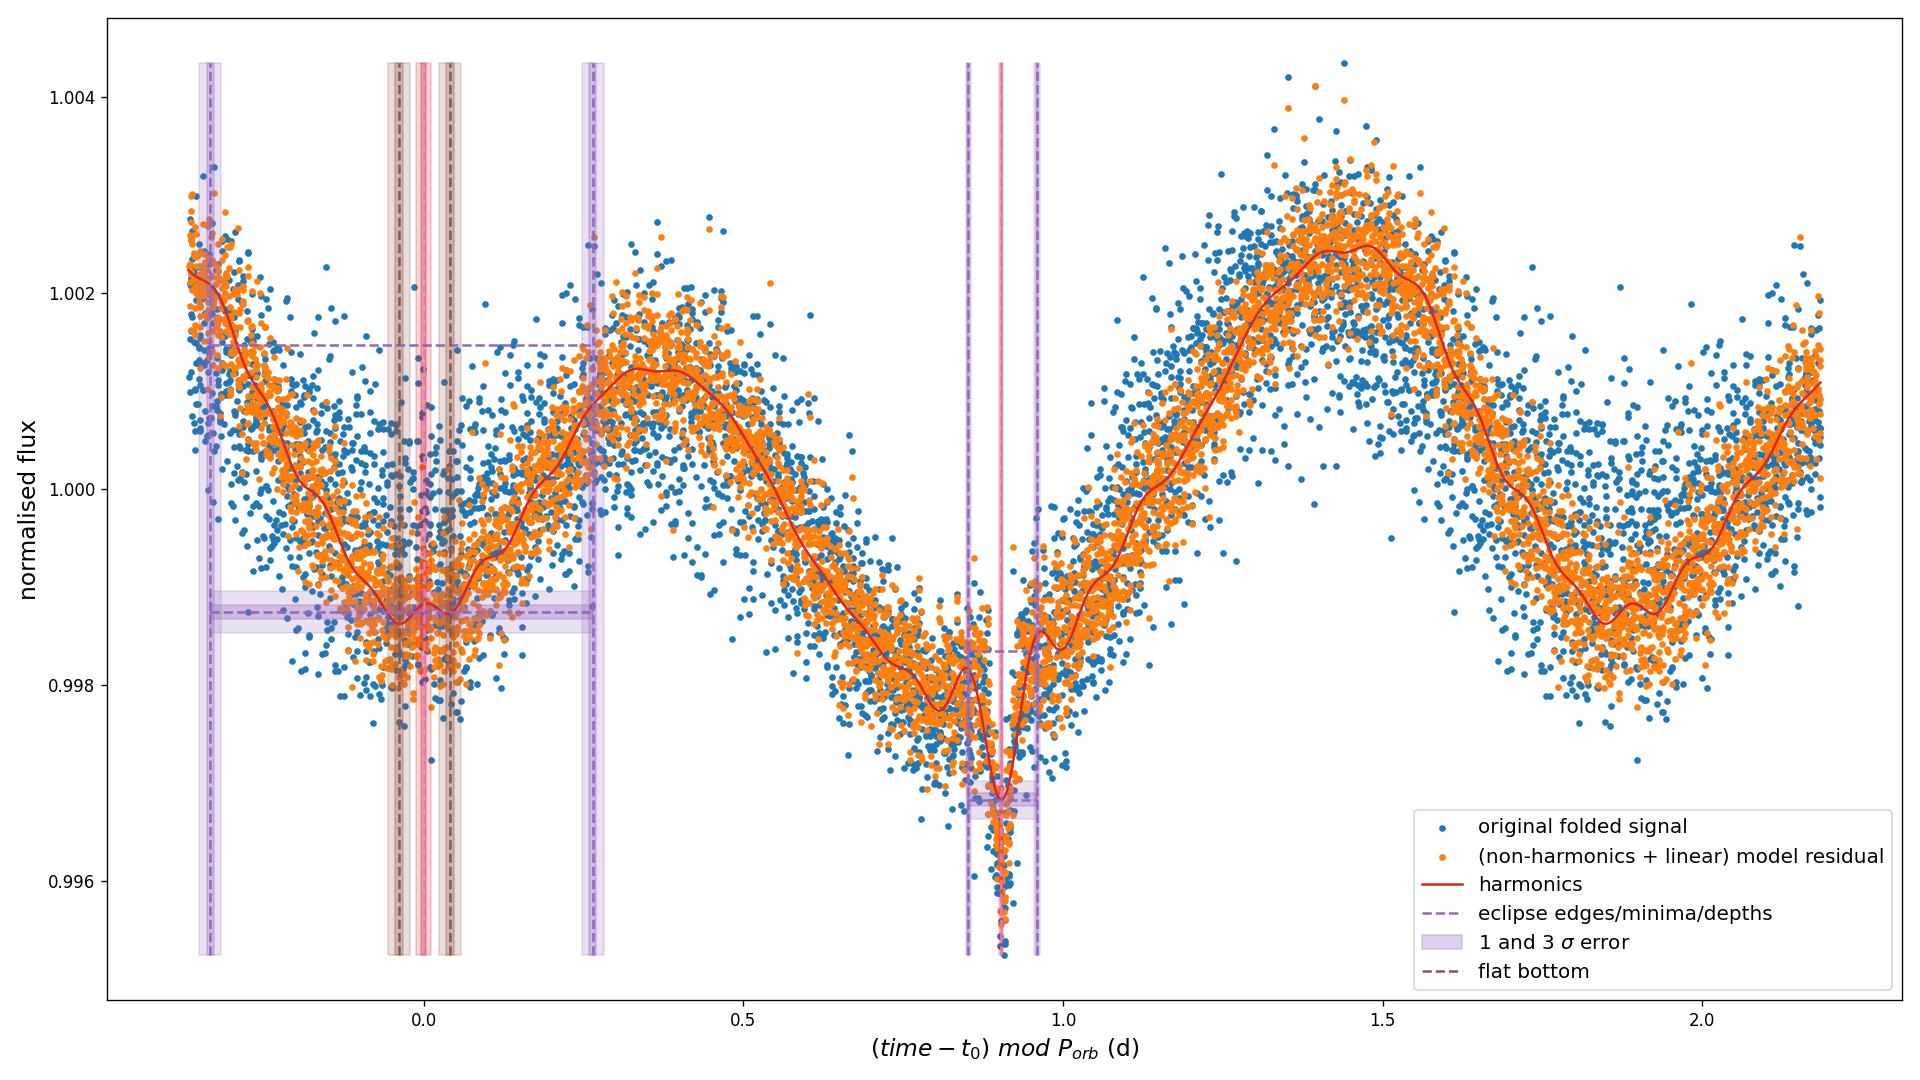 1.004
1.002
1.000
0.998
0.996
normalised flux
0.0
0.5
1.0
1.5
2.0
(time − t₀) mod Pₒᵣb (d)
original folded signal
(non-harmonics + linear) model residual
harmonics
eclipse edges/minima/depths
1 and 3 σ error
flat bottom